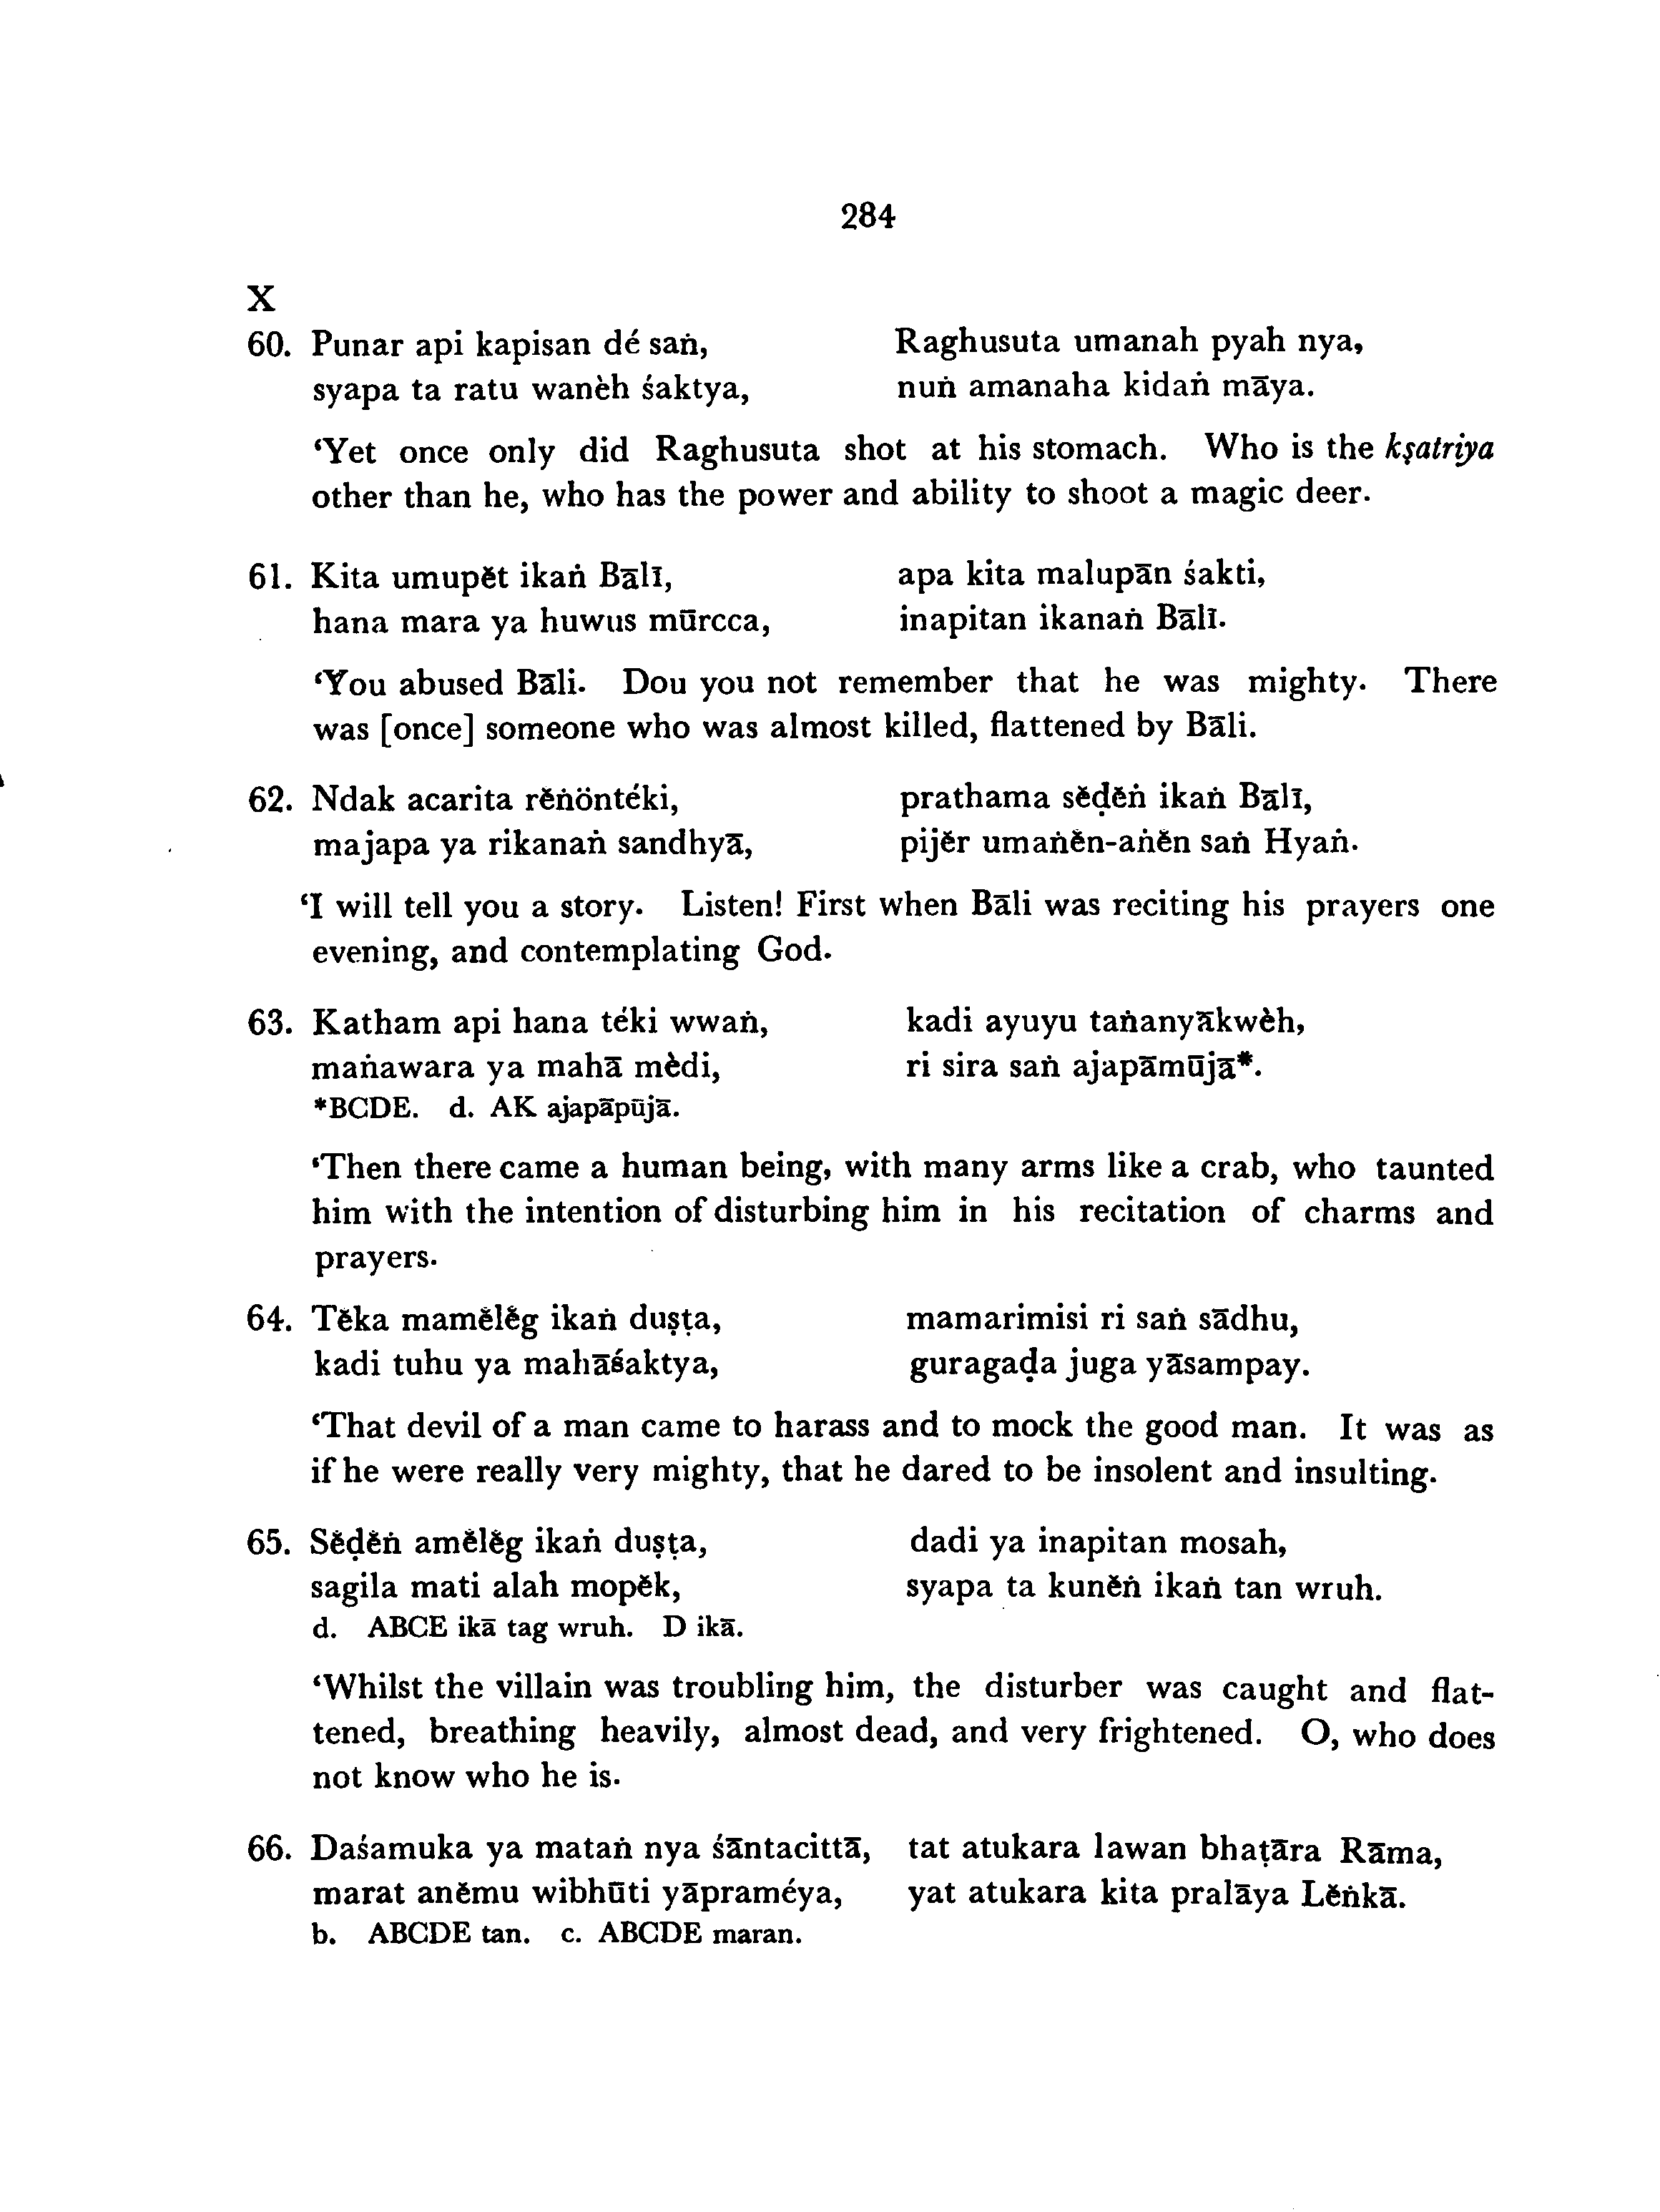 284
X
60. Punar api kapisan dé saṅ, Raghusuta umanah pyah nya,
syapa ta ratu wanèh śaktya, nuṅ amanaha kidaṅ māya.
‘Yet once only did Raghusuta shot at his stomach. Who is the kṣatriya
other than he, who has the power and ability to shoot a magic deer.
61. Kita umupĕt ikaṅ Bālī, apa kita malupān śakti,
hana mara ya huwus mūrcca, inapitan ikanaṅ Bālī.
‘You abused Bāli. Dou you not remember that he was mighty. There
was [once] someone who was almost killed, flattened by Bāli.
62. Ndak acarita rĕṅöntéki, prathama sĕḍĕṅ ikaṅ Bālī,
majapa ya rikanaṅ sandhyā, pijĕr umaṅĕn-aṅĕn saṅ Hyaṅ.
‘I will tell you a story. Listen! First when Bāli was reciting his prayers one
evening, and contemplating God.
63. Katham api hana téki wwaṅ, kadi ayuyu taṅanyākwèh,
maṅawara ya mahā mèdi, ri sira saṅ ajapāmūjā*.
*BCDE. d. AK ajapāpūjā.
‘Then there came a human being, with many arms like a crab, who taunted
him with the intention of disturbing him in his recitation of charms and
prayers.
64. Tĕka mamĕlĕg ikaṅ duṣṭa, mamarimisi ri saṅ sādhu,
kadi tuhu ya mahāśaktya, guragaḍa juga yāsampay.
‘That devil of a man came to harass and to mock the good man. It was as
if he were really very mighty, that he dared to be insolent and insulting.
65. Sĕḍĕṅ amĕlĕg ikaṅ duṣṭa, dadi ya inapitan mosah,
sagila mati alah mopĕk, syapa ta kunĕṅ ikaṅ tan wruh.
d. ABCE ikā tag wruh. D ikā.
‘Whilst the villain was troubling him, the disturber was caught and flat-
tened, breathing heavily, almost dead, and very frightened. O, who does
not know who he is.
66. Daśamuka ya mataṅ nya śāntacittā, tat atukara lawan bhaṭāra Rāma,
marat anĕmu wibhūti yāpraméya, yat atukara kita pralāya Lĕṅkā.
b. ABCDE tan. c. ABCDE maran.